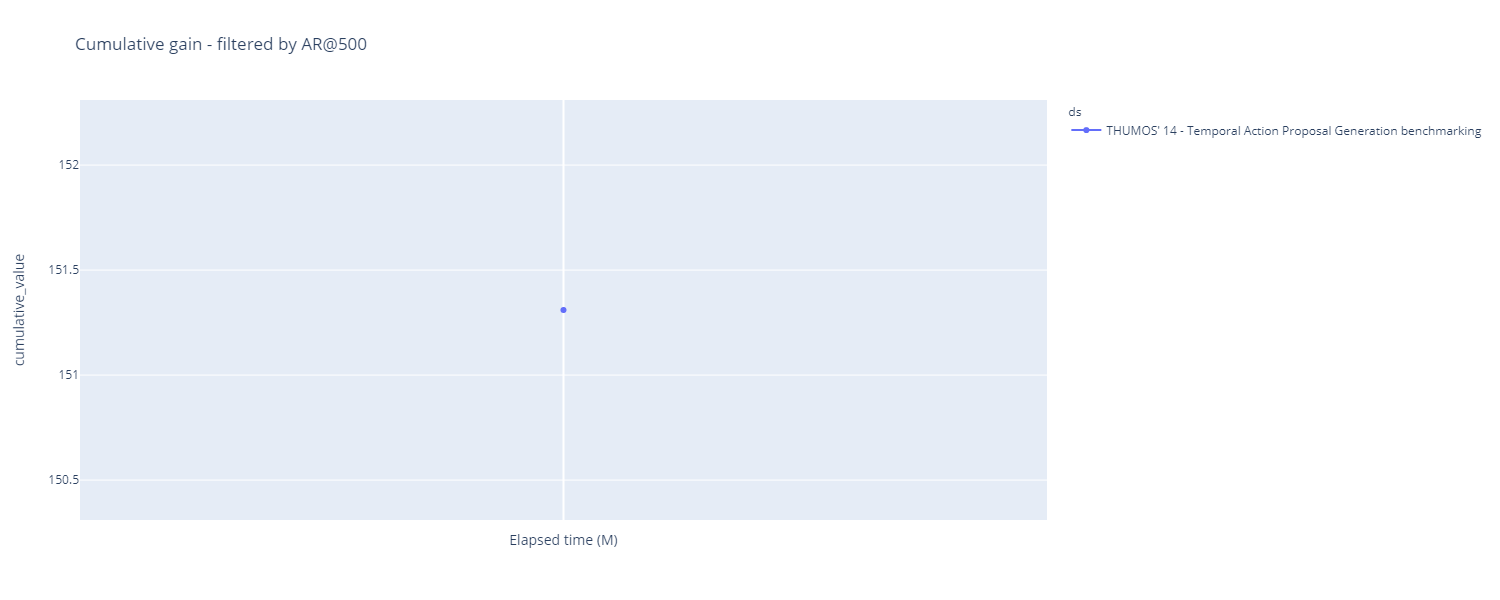 Cumulative gain - filtered by AR@500
ds
THUMOS' 14 - Temporal Action Proposal Generation benchmarking
152
151.5
151
150.5
cumulative_value
Elapsed time (M)